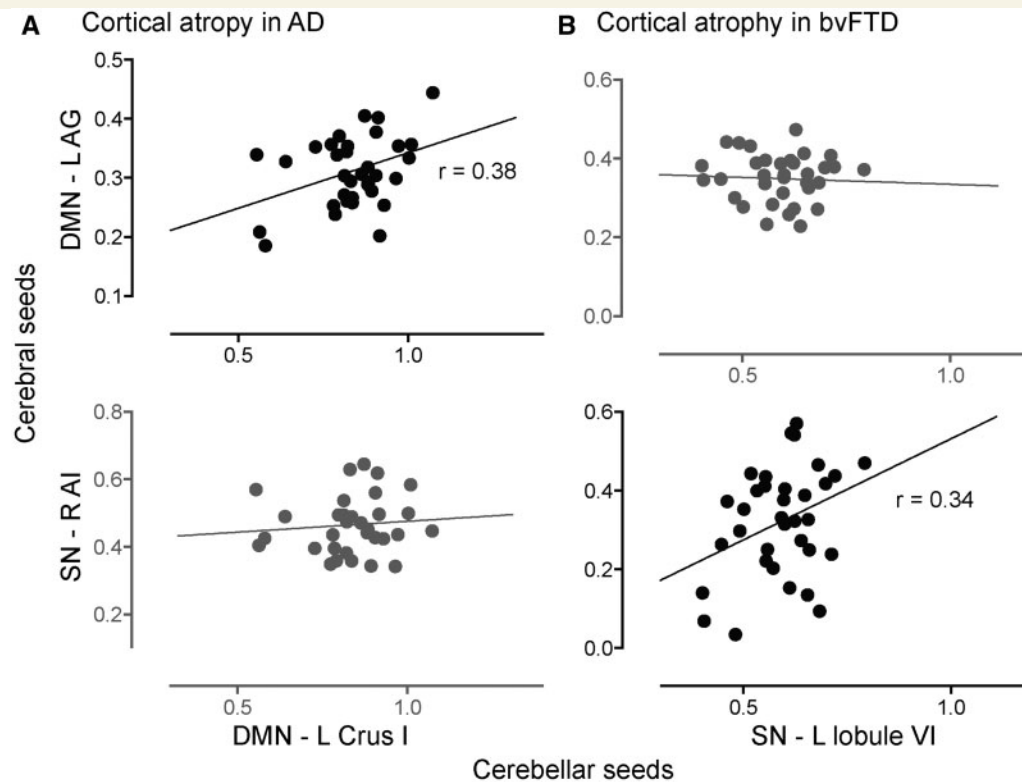 A Cortical atropy in AD
B Cortical atrophy in bvFTD
Cerebral seeds
DMN - L AG
0.5
0.4
0.3
0.2
0.1
r = 0.38
0.5 1.0
0.6
0.4
0.2
0.0
0.5 1.0
SN - R AI
0.8
0.6
0.4
0.2
0.5 1.0
DMN - L Crus I
0.6
0.4
0.2
0.0
r = 0.34
0.5 1.0
SN - L lobule VI
Cerebellar seeds